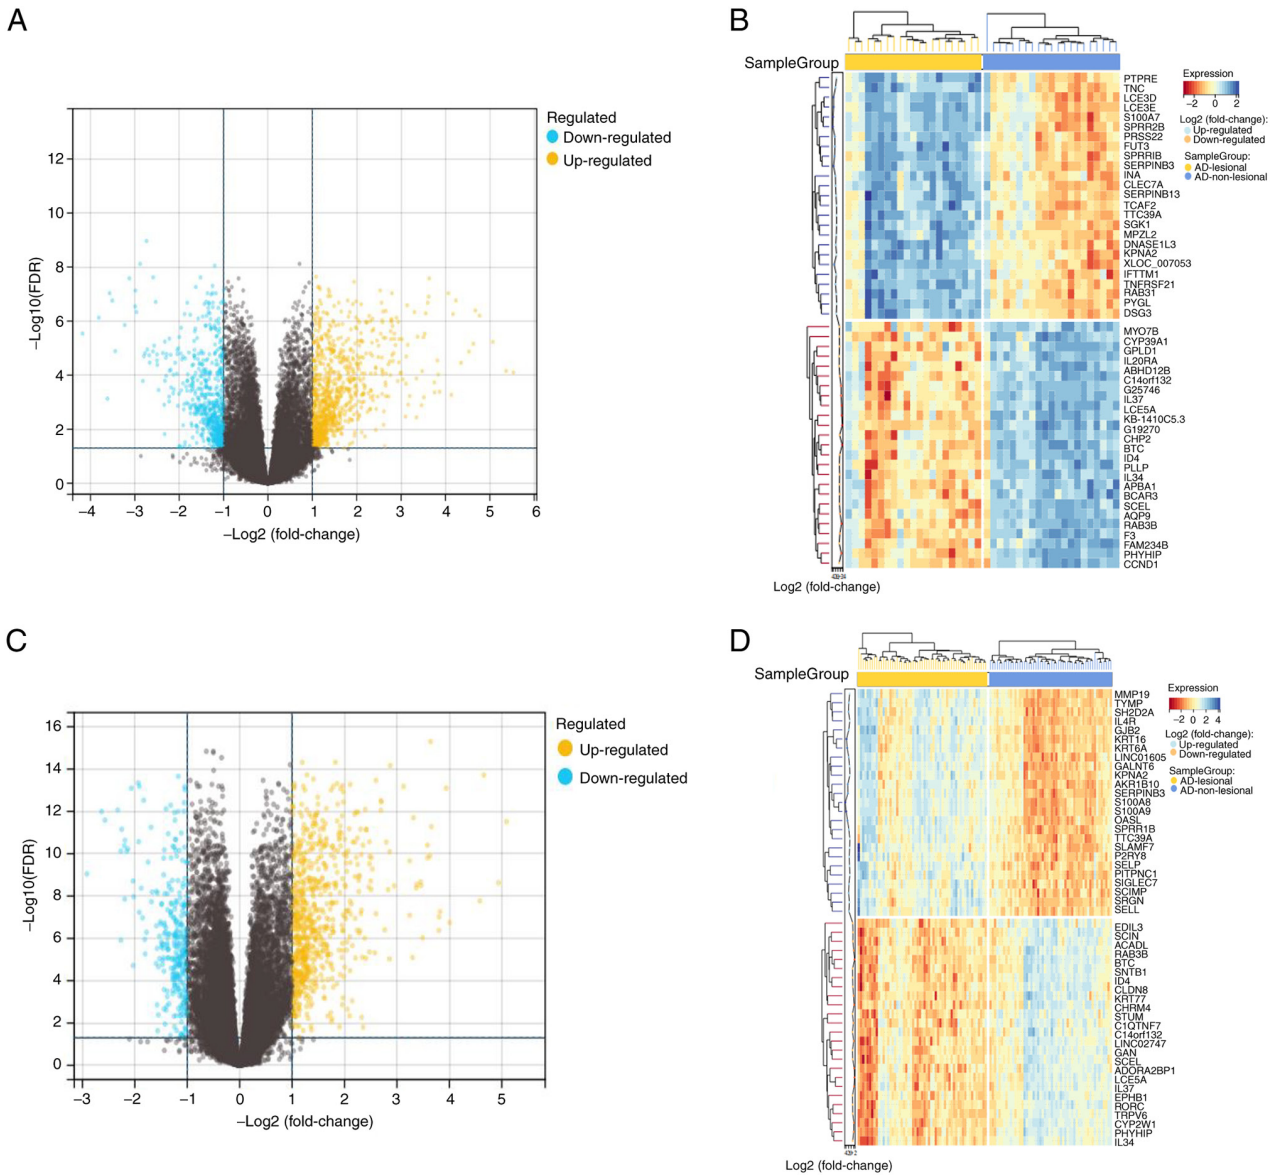 A
12
10
8
6
4
2
0
−Log10(FDR)
−4 −3 −2 −1 0 1 2 3 4 5 6
−Log2 (fold-change)
Regulated
Down-regulated
Up-regulated
B
SampleGroup
PTPRE
TNC
LCE3D
LCE3E
S100A7
SPRR2B
PRSS22
FUT3
SPRRIB
SERPINB3
INA
CLEC7A
SERPINB13
TCAF2
TTC39A
SGK1
MPZL2
DNASE1L3
KPNA2
XLOC_007053
IFTTM1
TNFRSF21
RAB31
PYGL
DSG3
MYO7B
CYP39A1
GPLD1
IL20RA
ABHD12B
C14orf132
G25746
IL37
LCE5A
KB-1410C5.3
G19270
CHP2
BTC
ID4
PLLP
IL34
APBA1
BCAR3
SCEL
AQP9
RAB3B
F3
FAM234B
PHYHIP
CCND1
Log2 (fold-change)
Expression
−2 0 2
Log2 (fold-change):
Up-regulated
Down-regulated
SampleGroup:
AD-lesional
AD-non-lesional
C
16
14
12
10
8
6
4
2
0
−Log10(FDR)
−3 −2 −1 0 1 2 3 4 5
−Log2 (fold-change)
Regulated
Up-regulated
Down-regulated
D
SampleGroup
MMP19
TYMP
SH2D2A
IL4R
GJB2
KRT16
KRT6A
LINC01605
GALNT6
KPNA2
AKR1B10
SERPINB3
S100A8
S100A9
OASL
SPRR1B
TTC39A
SLAMF7
P2RY8
SELP
PITPNC1
SIGLEC7
SCIMP
SRGN
SELL
EDIL3
SCIN
ACADL
RAB3B
BTC
SNTB1
ID4
CLDN8
KRT77
CHRM4
STUM
C1QTNF7
C14orf132
LINC02747
GAN
SCEL
ADORA2BP1
LCE5A
IL37
EPHB1
RORC
TRPV6
CYP2W1
PHYHIP
IL34
Log2 (fold-change)
Expression
−2 0 2 4
Log2 (fold-change):
Up-regulated
Down-regulated
SampleGroup:
AD-lesional
AD-non-lesional